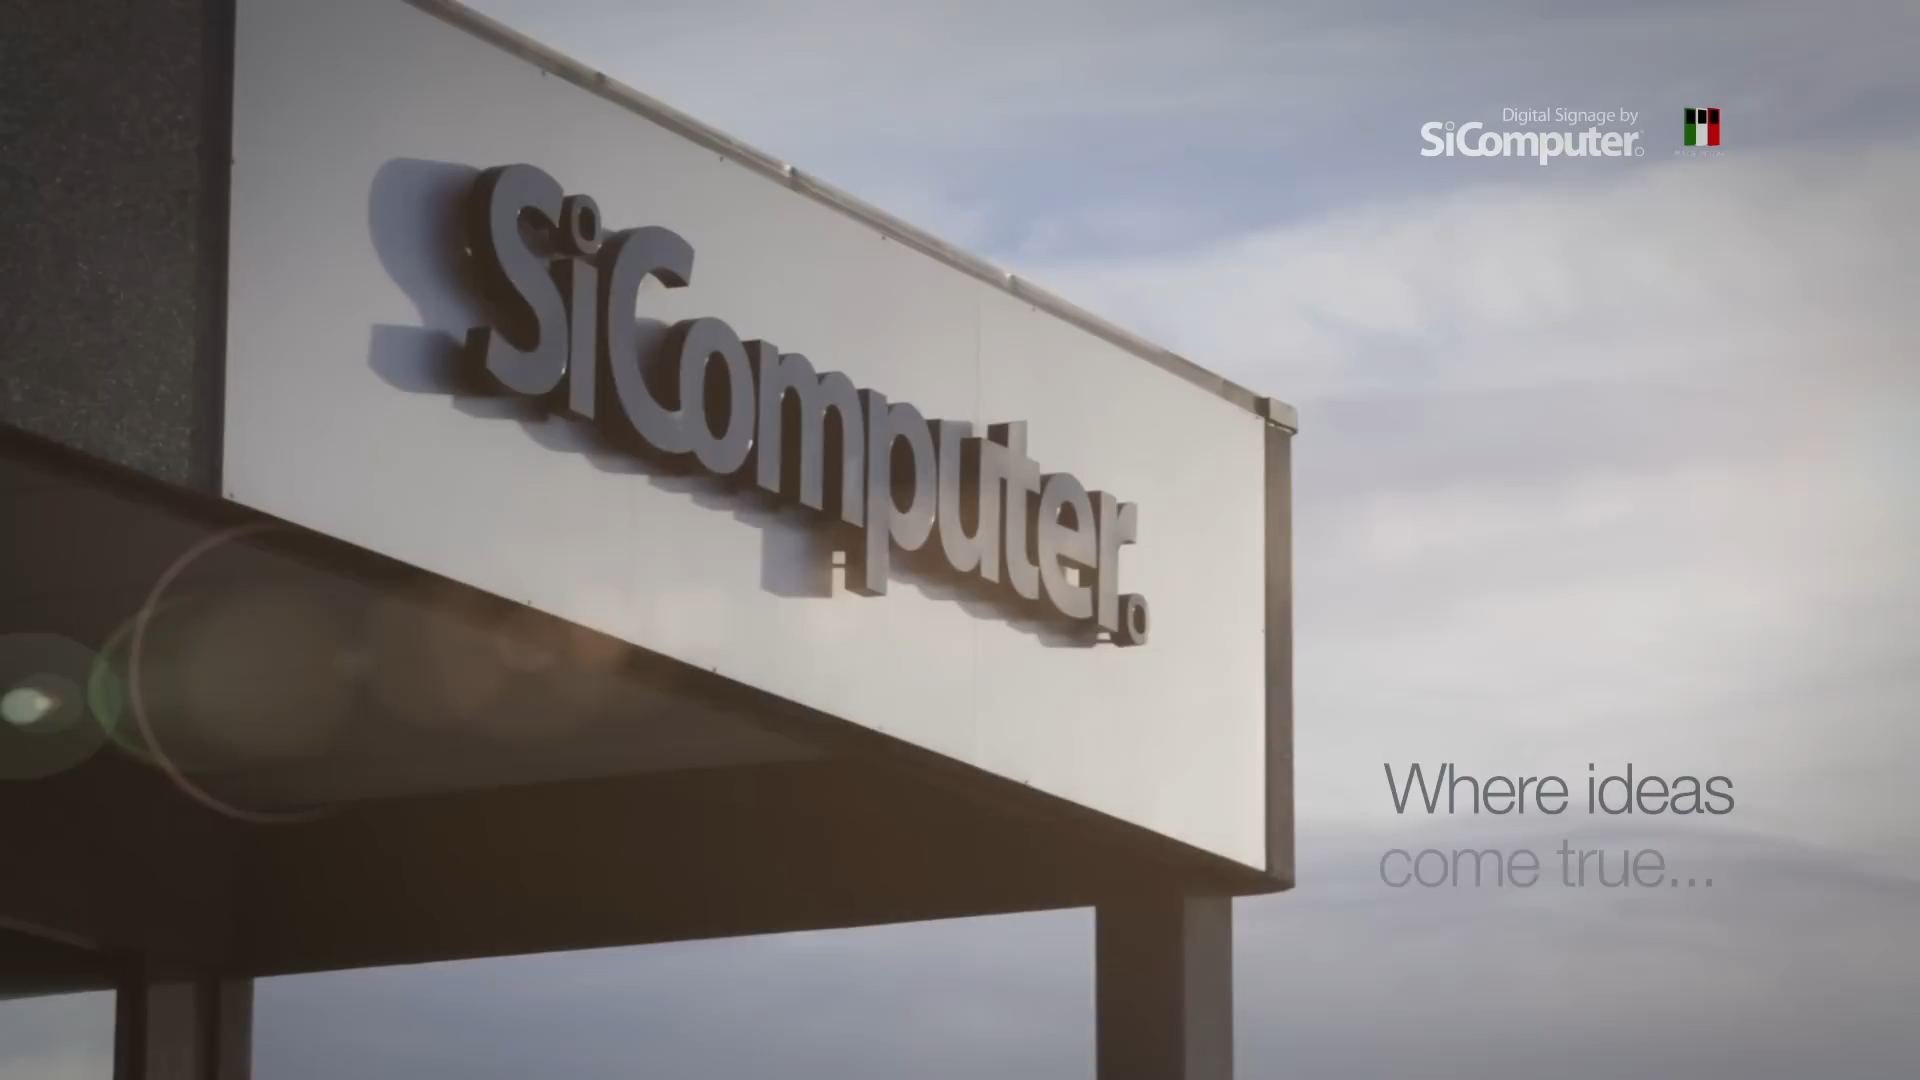 Digital Signage by
SiComputer
SiComputer
Where ideas
come true...